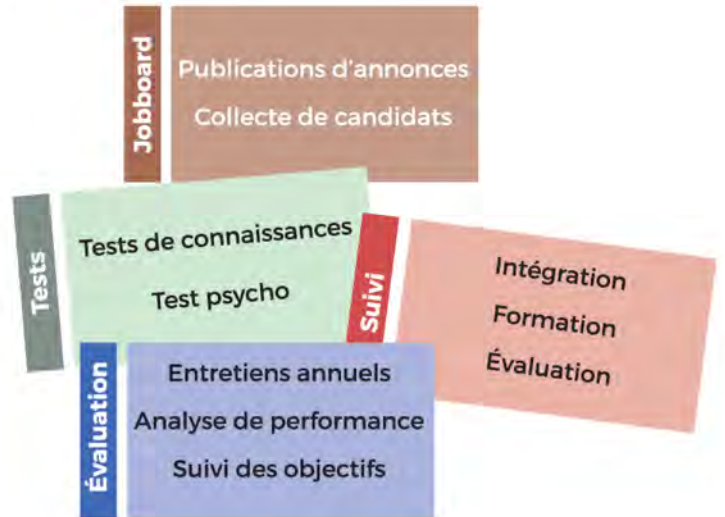 Jobboard
Publications d'annonces
Collecte de candidats
Tests
Tests de connaissances
Test psycho
Suivi
Intégration
Formation
Évaluation
Évaluation
Entretiens annuels
Analyse de performance
Suivi des objectifs